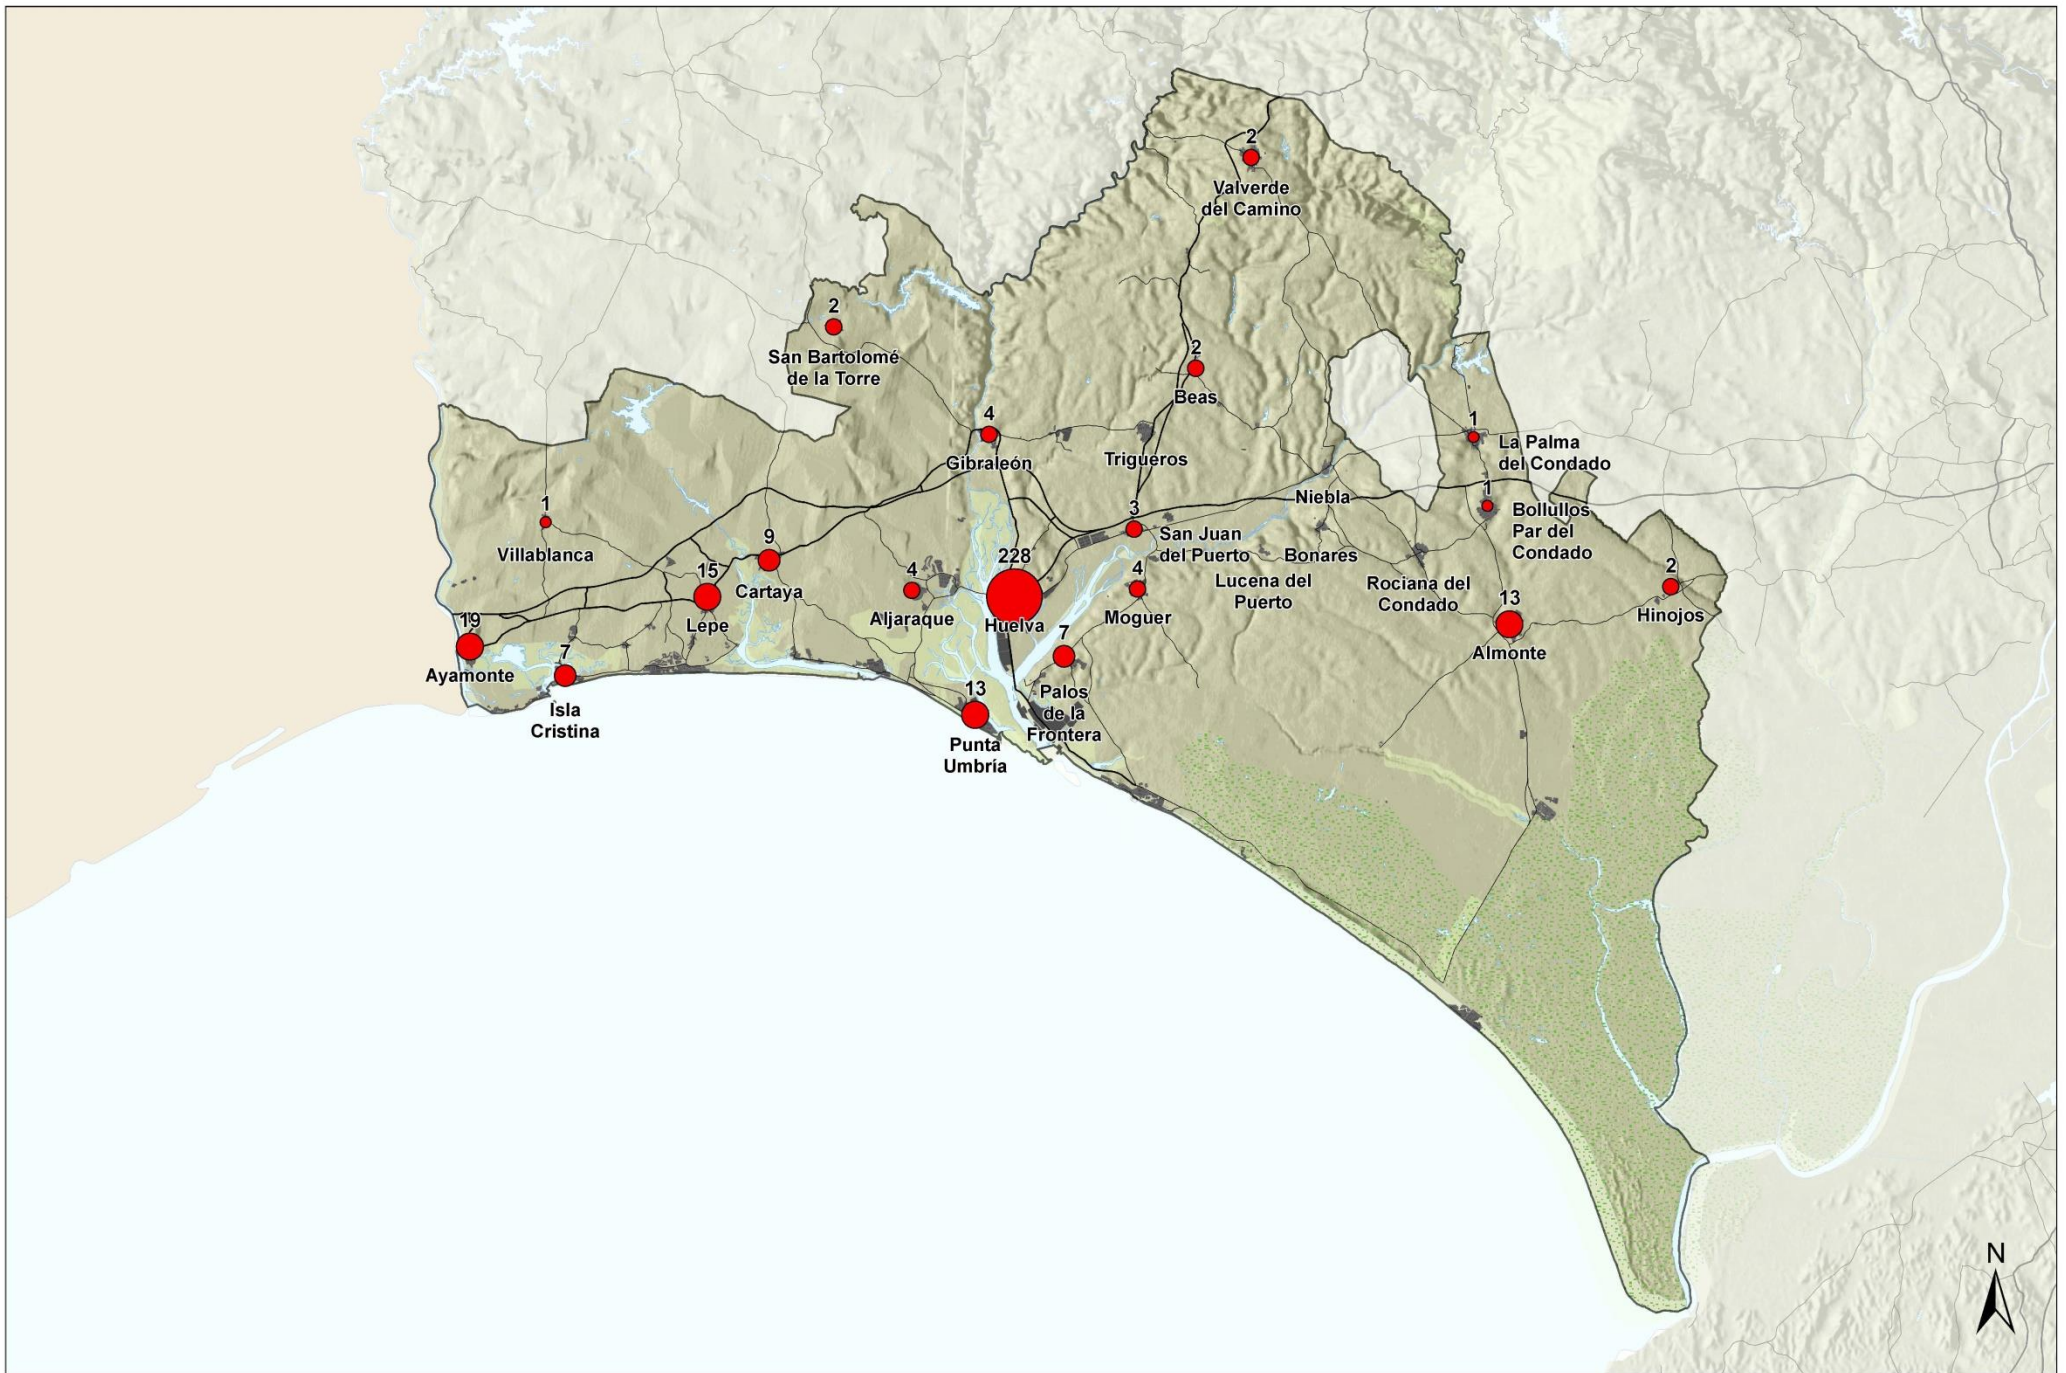 2
Valverde
del Camino
2
San Bartolomé
de la Torre
2
Beas
4
Gibraleón
Trigueros
1
La Palma
del Condado
1
Villablanca
Niebla
1
Bollullos
Par del
Condado
3
San Juan
del Puerto
Bonares
9
Cartaya
228
Huelva
15
Lepe
4
Aljaraque
4
Moguer
Lucena del
Puerto
Rociana del
Condado
2
Hinojos
13
Almonte
19
Ayamonte
7
Isla
Cristina
7
Palos
de la
Frontera
13
Punta
Umbría
N